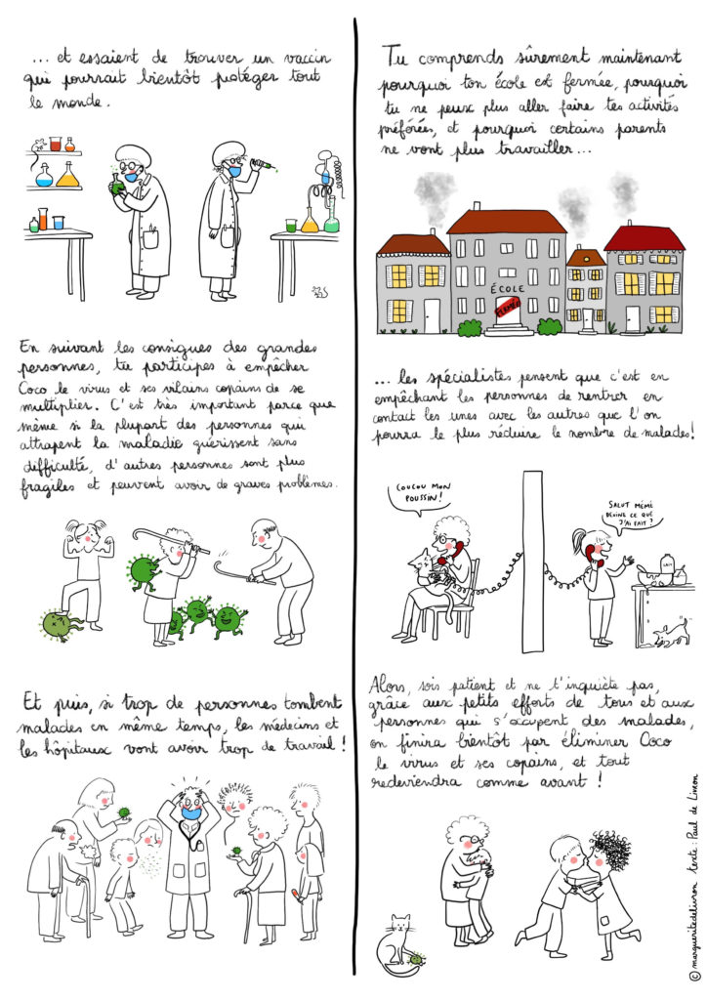 ... et essaient de trouver un vaccin
qui pourrait bientôt protéger tout
le monde.
En suivant les consignes des grandes
personnes, tu participes à empêcher
Coco le virus et ses vilains copains de se
multiplier. C'est très important parce que
même si la plupart des personnes qui
attrapent la maladie guérissent sans
difficulté, d'autres personnes sont plus
fragiles et peuvent avoir de graves problèmes.
Et puis, si trop de personnes tombent
malades en même temps, les médecins et
les hôpitaux vont avoir trop de travail !
Tu comprends sûrement maintenant
pourquoi ton école est fermée, pourquoi
tu ne peux plus aller faire tes activités
préférées, et pourquoi certains parents
ne vont plus travailler...
ÉCOLE
FERMÉE
... les spécialistes pensent que c'est en
empêchant les personnes de rentrer en
contact les unes avec les autres que l'on
pourra le plus réduire le nombre de malades!
COUCOU MON
POUSSIN!
SALUT MÉMÉ
DEVINE CE QUE
J'AI FAIT ?
LAIT
Alors, sois patient et ne t'inquiète pas,
grâce aux petits efforts de tous et aux
personnes qui s'occupent des malades,
on finira bientôt par éliminer Coco
le virus et ses copains, et tout
redeviendra comme avant !
© margueritedelivron texte: Paul de Livron